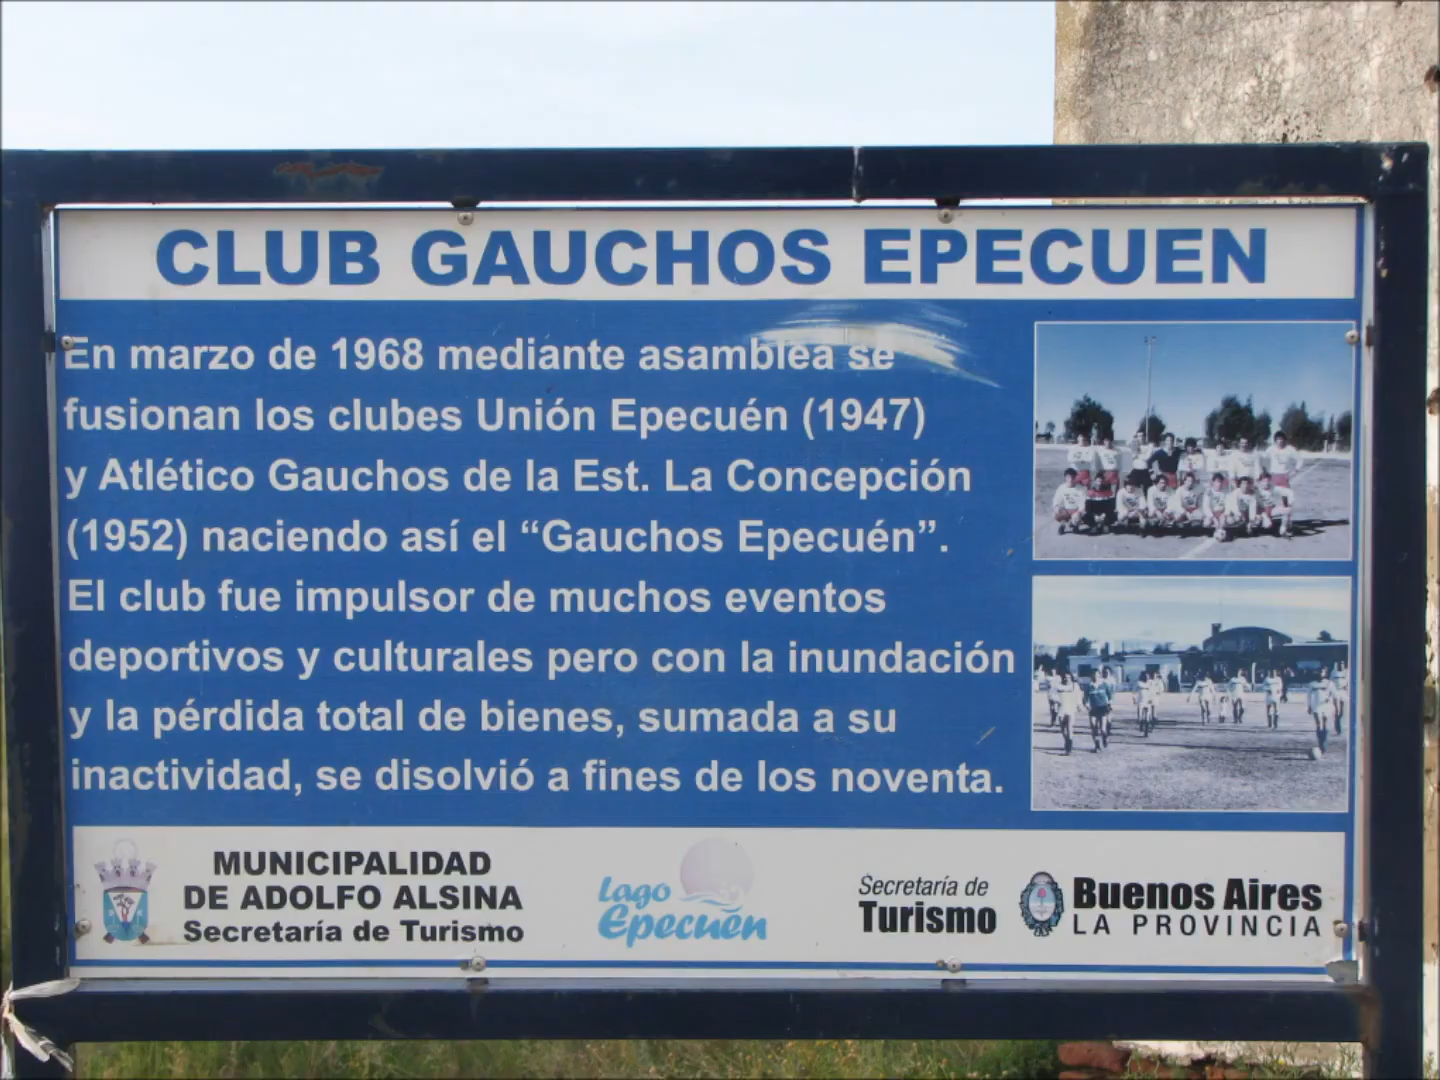 CLUB GAUCHOS EPECUEN
En marzo de 1968 mediante asamblea se
fusionan los clubes Unión Epecuén (1947)
y Atlético Gauchos de la Est. La Concepción
(1952) naciendo así el “Gauchos Epecuén”.
El club fue impulsor de muchos eventos
deportivos y culturales pero con la inundación
y la pérdida total de bienes, sumada a su
inactividad, se disolvió a fines de los noventa.
MUNICIPALIDAD
DE ADOLFO ALSINA
Secretaría de Turismo
Lago
Epecuén
Secretaría de
Turismo
Buenos Aires
LA PROVINCIA